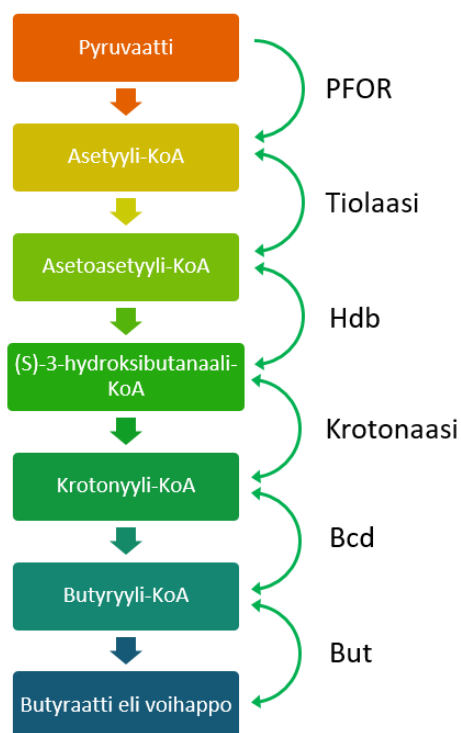 Pyruvaatti
PFOR
Asetyyli-KoA
Tiolaasi
Asetoasetyyli-KoA
Hdb
(S)-3-hydroksibutanaali-
KoA
Krotonaasi
Krotonyyli-KoA
Bcd
Butyryyli-KoA
But
Butyraatti eli voihappo